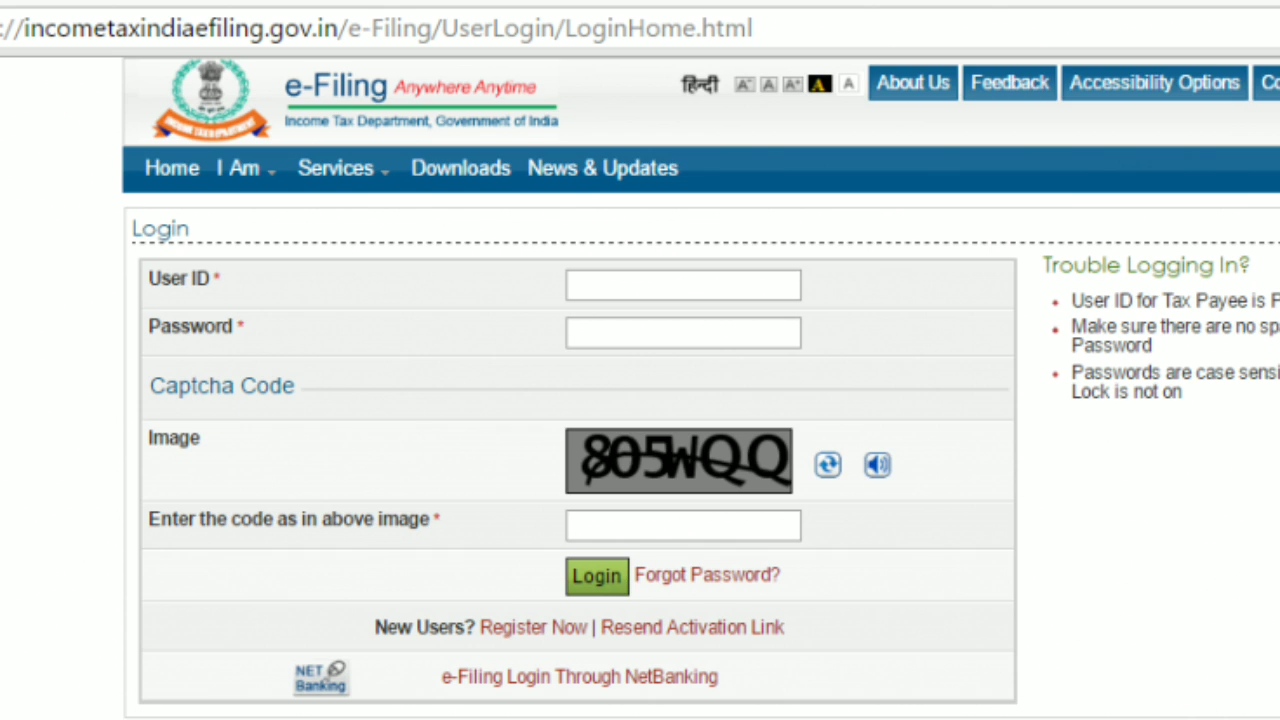 ://incometaxindiaefiling.gov.in/e-Filing/UserLogin/LoginHome.html
e-Filing Anywhere Anytime
Income Tax Department, Government of India
हिन्दी A- A A+ A A About Us Feedback Accessibility Options Co
Home I Am Services Downloads News & Updates
Login
User ID *
Password *
Captcha Code
Image
805WQQ
Enter the code as in above image *
Login Forgot Password?
New Users? Register Now | Resend Activation Link
NET Banking
e-Filing Login Through NetBanking
Trouble Logging In?
• User ID for Tax Payee is P
• Make sure there are no sp
Password
• Passwords are case sensi
Lock is not on